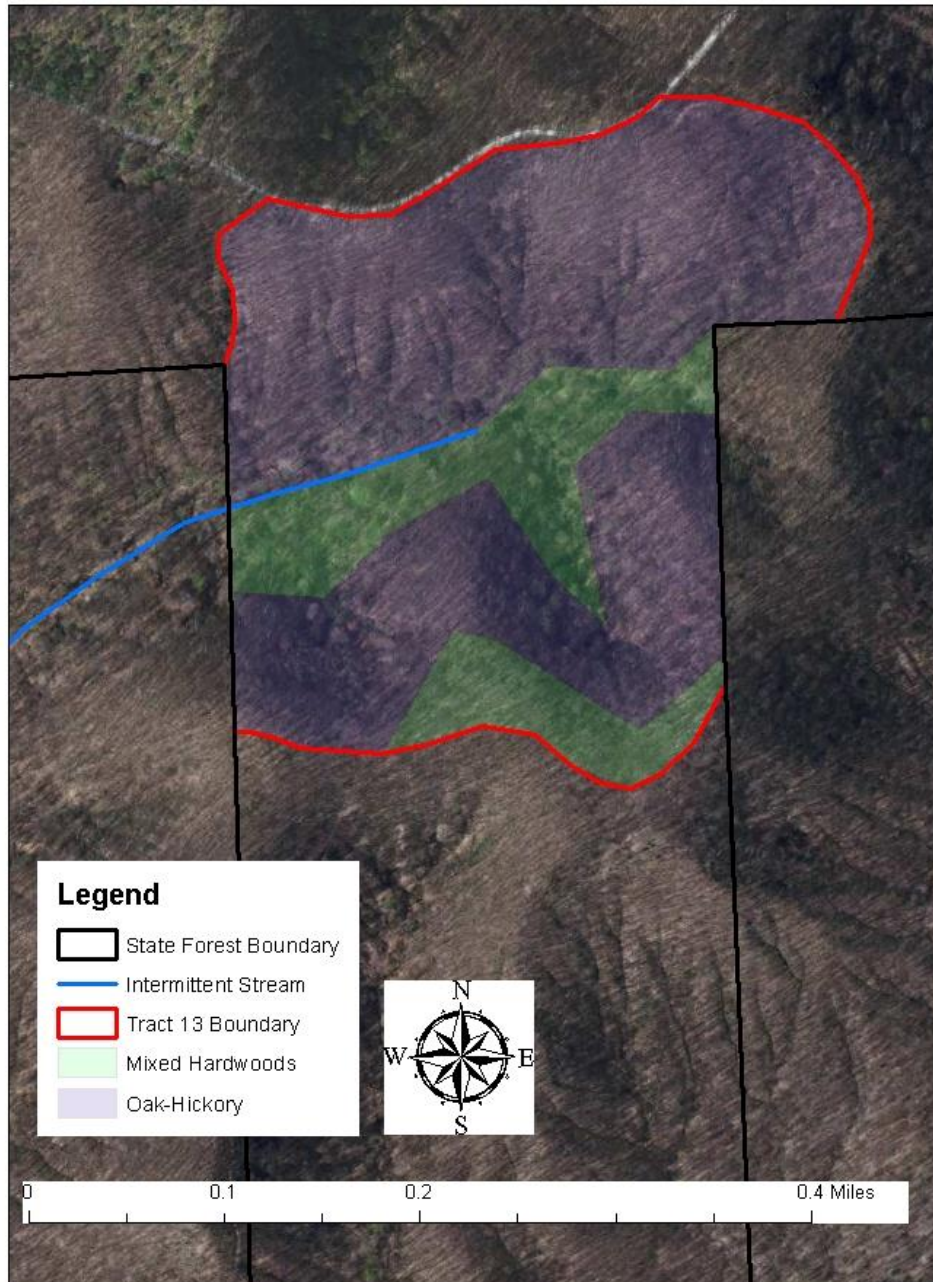 Legend
State Forest Boundary
Intermittent Stream
Tract 13 Boundary
Mixed Hardwoods
Oak-Hickory
N
W E
S
0 0.1 0.2 0.4 Miles